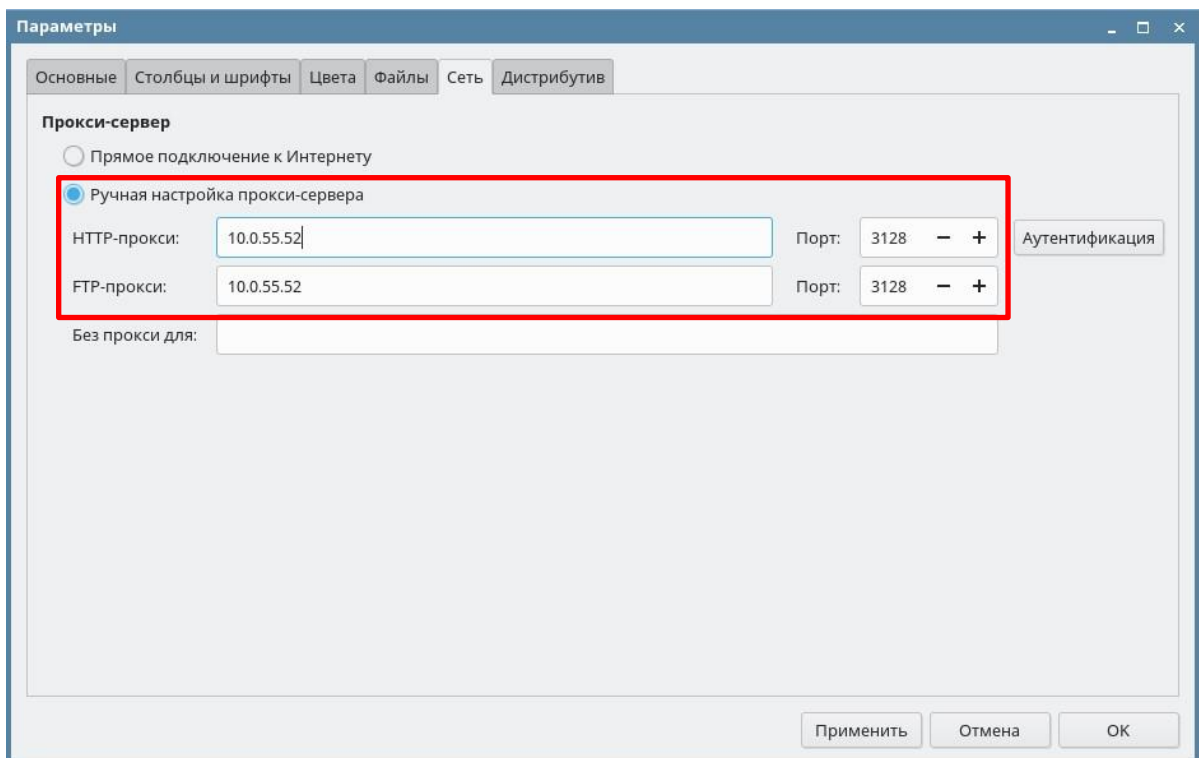 Параметры
Основные Столбцы и шрифты Цвета Файлы Сеть Дистрибутив
Прокси-сервер
Прямое подключение к Интернету
Ручная настройка прокси-сервера
HTTP-прокси: 10.0.55.52 Порт: 3128 − + Аутентификация
FTP-прокси: 10.0.55.52 Порт: 3128 − +
Без прокси для:
Применить Отмена OK